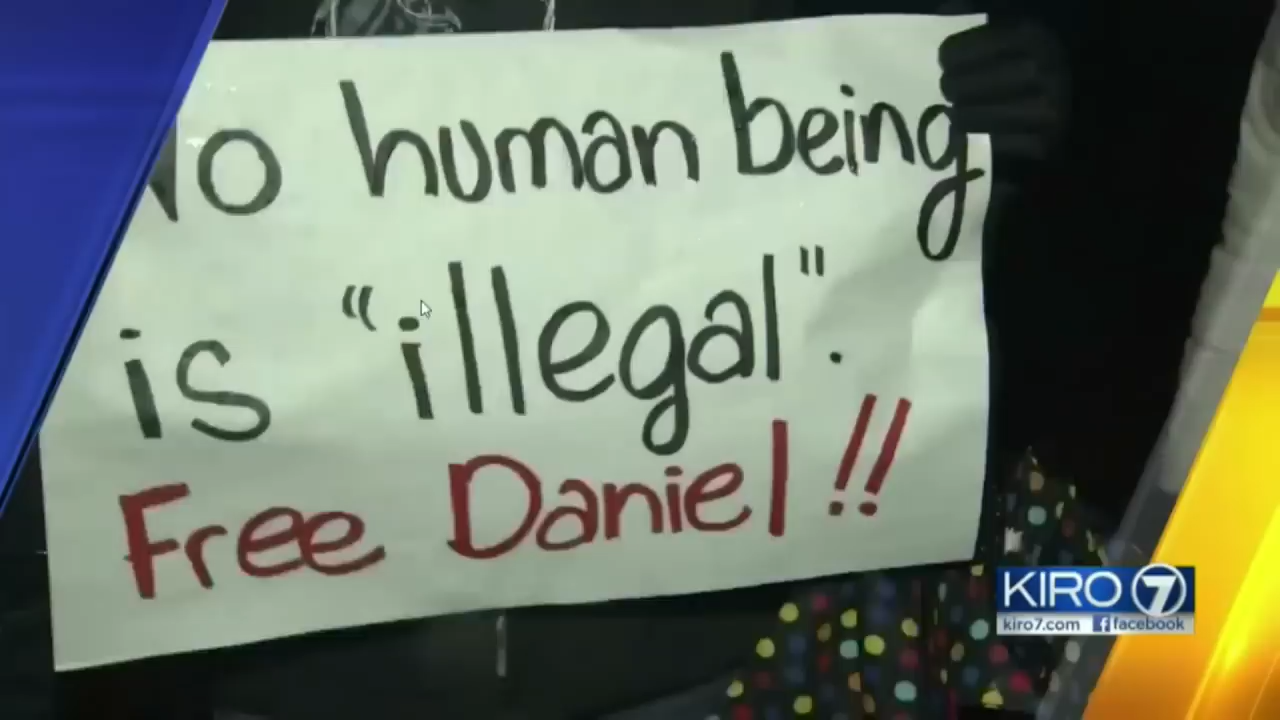 No human being
is "illegal".
Free Daniel!!
KIRO 7
kiro7.com facebook